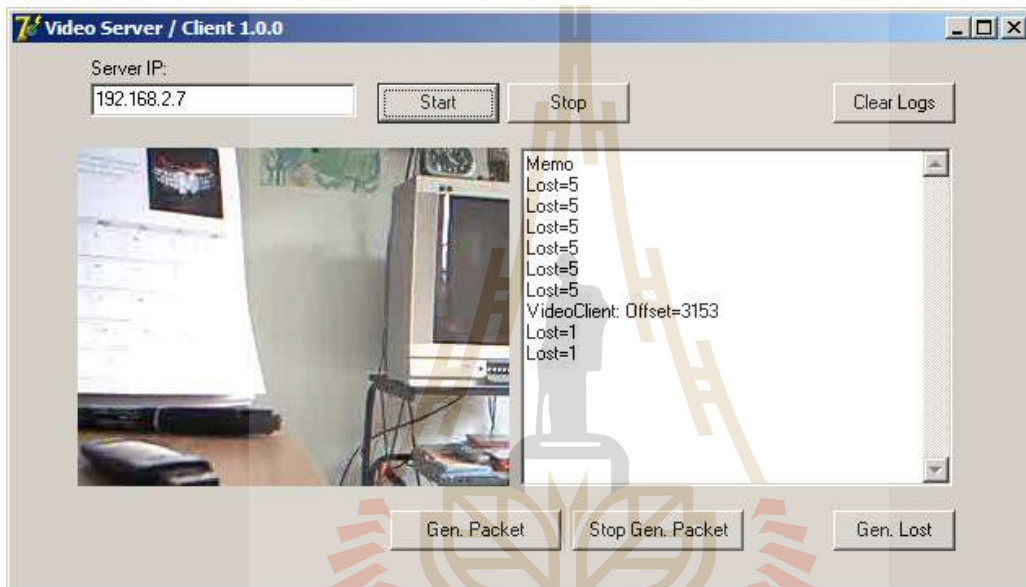 Video Server / Client 1.0.0
Server IP:
192.168.2.7
Start
Stop
Clear Logs
Memo
Lost=5
Lost=5
Lost=5
Lost=5
Lost=5
Lost=5
VideoClient: Offset=3153
Lost=1
Lost=1
Gen. Packet
Stop Gen. Packet
Gen. Lost